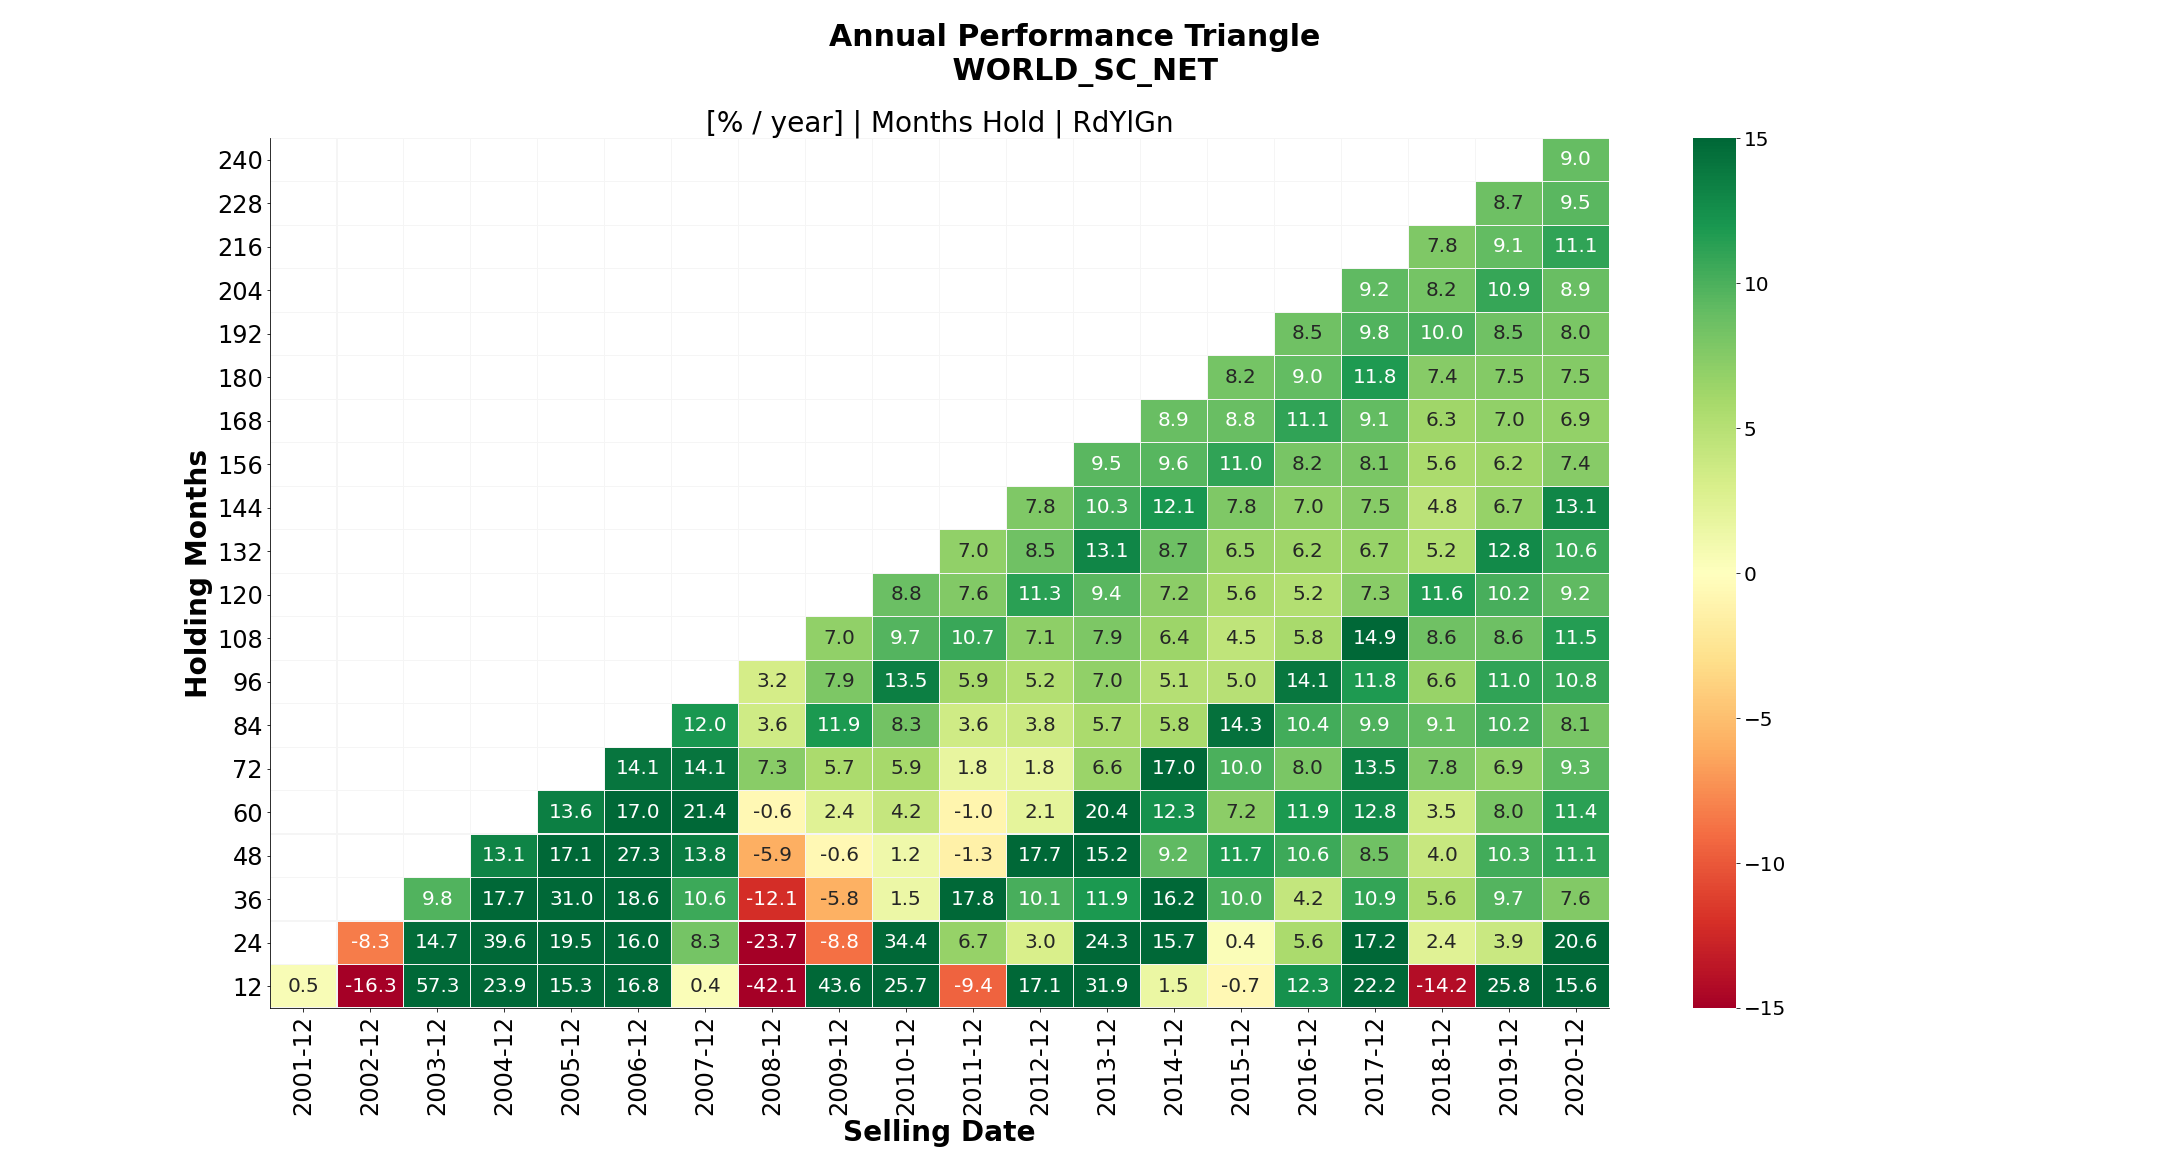 Annual Performance Triangle
WORLD_SC_NET
[% / year] | Months Hold | RdYlGn
Holding Months
240 9.0
228 8.7 9.5
216 7.8 9.1 11.1
204 9.2 8.2 10.9 8.9
192 8.5 9.8 10.0 8.5 8.0
180 8.2 9.0 11.8 7.4 7.5 7.5
168 8.9 8.8 11.1 9.1 6.3 7.0 6.9
156 9.5 9.6 11.0 8.2 8.1 5.6 6.2 7.4
144 7.8 10.3 12.1 7.8 7.0 7.5 4.8 6.7 13.1
132 7.0 8.5 13.1 8.7 6.5 6.2 6.7 5.2 12.8 10.6
120 8.8 7.6 11.3 9.4 7.2 5.6 5.2 7.3 11.6 10.2 9.2
108 7.0 9.7 10.7 7.1 7.9 6.4 4.5 5.8 14.9 8.6 8.6 11.5
96 3.2 7.9 13.5 5.9 5.2 7.0 5.1 5.0 14.1 11.8 6.6 11.0 10.8
84 12.0 3.6 11.9 8.3 3.6 3.8 5.7 5.8 14.3 10.4 9.9 9.1 10.2 8.1
72 14.1 14.1 7.3 5.7 5.9 1.8 1.8 6.6 17.0 10.0 8.0 13.5 7.8 6.9 9.3
60 13.6 17.0 21.4 -0.6 2.4 4.2 -1.0 2.1 20.4 12.3 7.2 11.9 12.8 3.5 8.0 11.4
48 13.1 17.1 27.3 13.8 -5.9 -0.6 1.2 -1.3 17.7 15.2 9.2 11.7 10.6 8.5 4.0 10.3 11.1
36 9.8 17.7 31.0 18.6 10.6 -12.1 -5.8 1.5 17.8 10.1 11.9 16.2 10.0 4.2 10.9 5.6 9.7 7.6
24 -8.3 14.7 39.6 19.5 16.0 8.3 -23.7 -8.8 34.4 6.7 3.0 24.3 15.7 0.4 5.6 17.2 2.4 3.9 20.6
12 0.5 -16.3 57.3 23.9 15.3 16.8 0.4 -42.1 43.6 25.7 -9.4 17.1 31.9 1.5 -0.7 12.3 22.2 -14.2 25.8 15.6
2001-12 2002-12 2003-12 2004-12 2005-12 2006-12 2007-12 2008-12 2009-12 2010-12 2011-12 2012-12 2013-12 2014-12 2015-12 2016-12 2017-12 2018-12 2019-12 2020-12
Selling Date
15
10
5
0
−5
−10
−15